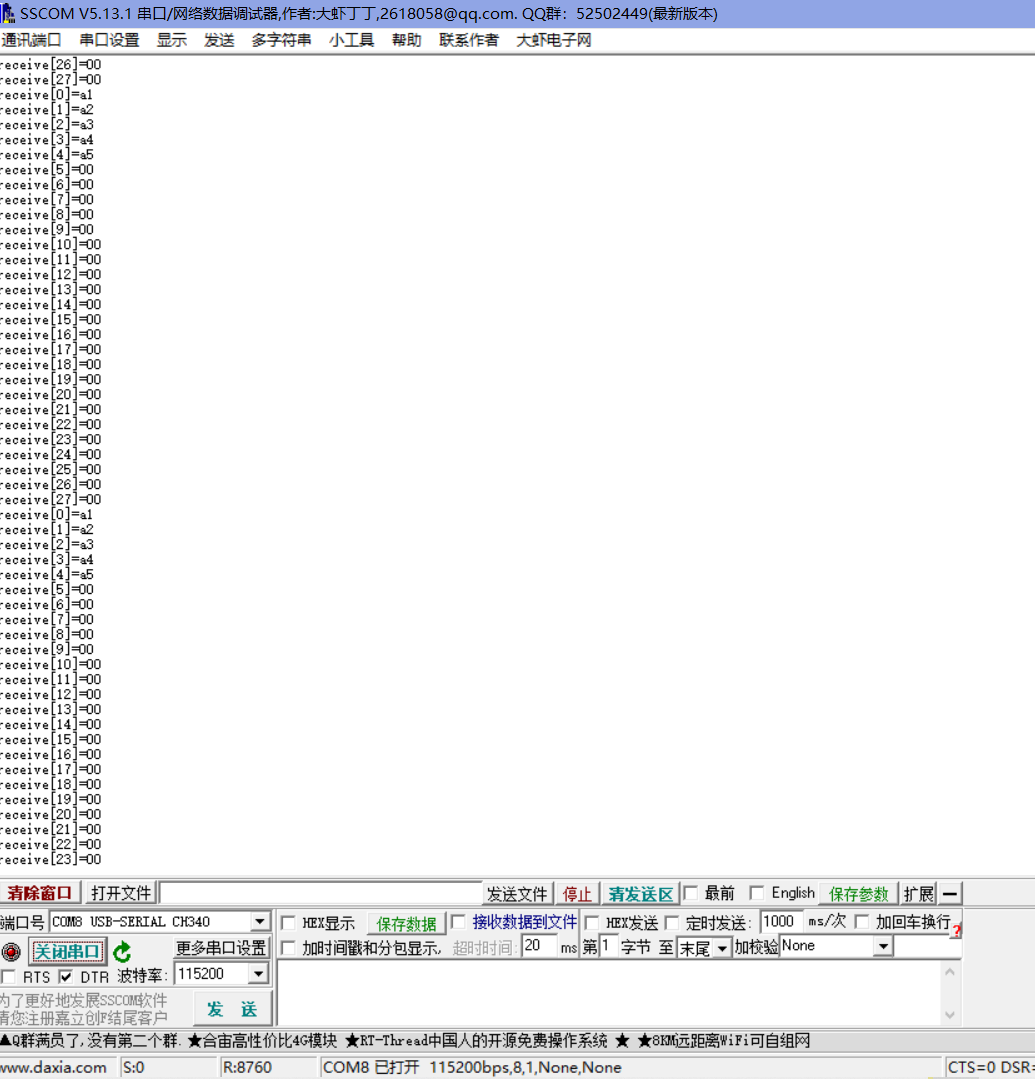 SSCOM V5.13.1 串口/网络数据调试器,作者:大虾丁丁,2618058@qq.com. QQ群: 52502449(最新版本)
通讯端口 串口设置 显示 发送 多字符串 小工具 帮助 联系作者 大虾电子网
receive[26]=00
receive[27]=00
receive[0]=a1
receive[1]=a2
receive[2]=a3
receive[3]=a4
receive[4]=a5
receive[5]=00
receive[6]=00
receive[7]=00
receive[8]=00
receive[9]=00
receive[10]=00
receive[11]=00
receive[12]=00
receive[13]=00
receive[14]=00
receive[15]=00
receive[16]=00
receive[17]=00
receive[18]=00
receive[19]=00
receive[20]=00
receive[21]=00
receive[22]=00
receive[23]=00
receive[24]=00
receive[25]=00
receive[26]=00
receive[27]=00
receive[0]=a1
receive[1]=a2
receive[2]=a3
receive[3]=a4
receive[4]=a5
receive[5]=00
receive[6]=00
receive[7]=00
receive[8]=00
receive[9]=00
receive[10]=00
receive[11]=00
receive[12]=00
receive[13]=00
receive[14]=00
receive[15]=00
receive[16]=00
receive[17]=00
receive[18]=00
receive[19]=00
receive[20]=00
receive[21]=00
receive[22]=00
receive[23]=00
清除窗口 打开文件 发送文件 停止 清发送区 最前 English 保存参数 扩展 —
端口号 COM8 USB-SERIAL CH340 HEX显示 保存数据 接收数据到文件 HEX发送 定时发送: 1000 ms/次 加回车换行 ?
关闭串口 更多串口设置 加时间戳和分包显示, 超时时间: 20 ms 第 1 字节 至 末尾 加校验 None
RTS DTR 波特率: 115200
为了更好地发展SSCOM软件
请您注册嘉立创F结尾客户
发 送
▲Q群满员了,没有第二个群. ★合宙高性价比4G模块 ★RT-Thread中国人的开源免费操作系统 ★ ★8KM远距离WiFi可自组网
www.daxia.com S:0 R:8760 COM8 已打开 115200bps,8,1,None,None CTS=0 DSR=